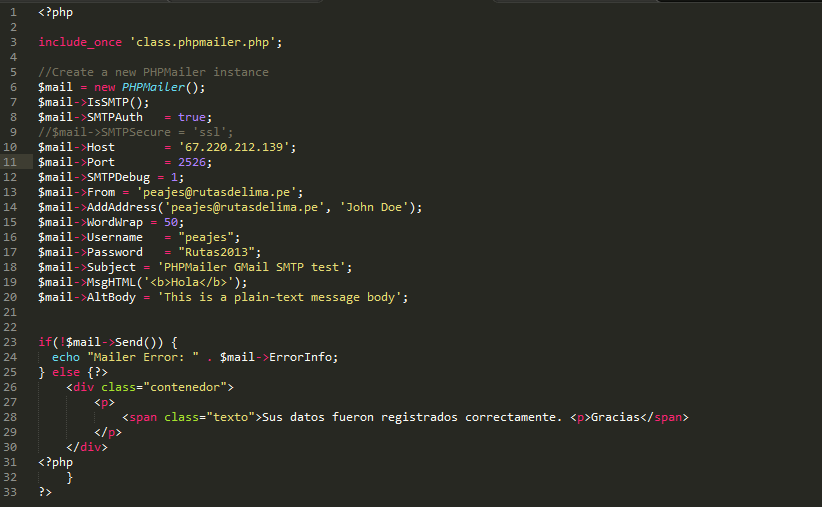 1 <?php
2
3 include_once 'class.phpmailer.php';
4
5 //Create a new PHPMailer instance
6 $mail = new PHPMailer();
7 $mail->IsSMTP();
8 $mail->SMTPAuth   = true;
9 //$mail->SMTPSecure = 'ssl';
10 $mail->Host       = '67.220.212.139';
11 $mail->Port       = 2526;
12 $mail->SMTPDebug = 1;
13 $mail->From = 'peajes@rutasdelima.pe';
14 $mail->AddAddress('peajes@rutasdelima.pe', 'John Doe');
15 $mail->WordWrap = 50;
16 $mail->Username   = "peajes";
17 $mail->Password   = "Rutas2013";
18 $mail->Subject = 'PHPMailer GMail SMTP test';
19 $mail->MsgHTML('<b>Hola</b>');
20 $mail->AltBody = 'This is a plain-text message body';
21
22
23 if(!$mail->Send()) {
24   echo "Mailer Error: " . $mail->ErrorInfo;
25 } else {?>
26     <div class="contenedor">
27         <p>
28             <span class="texto">Sus datos fueron registrados correctamente. <p>Gracias</span>
29         </p>
30     </div>
31 <?php
32     }
33 ?>